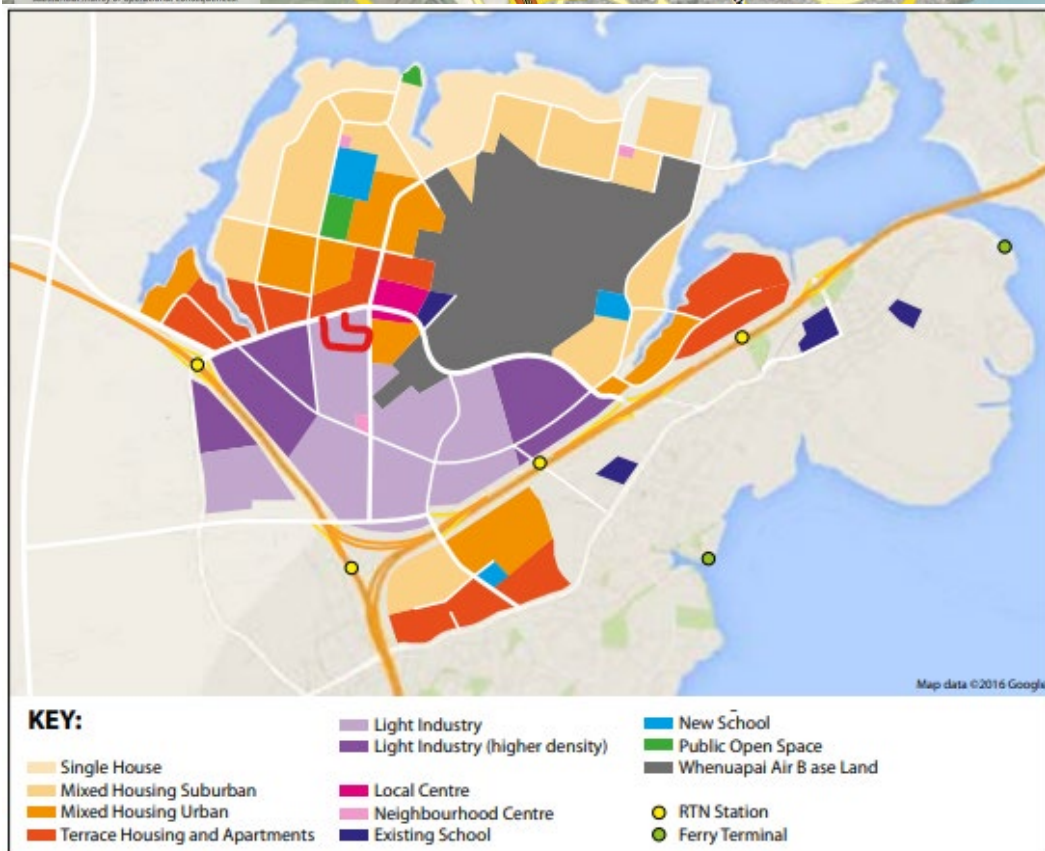 Map data ©2016 Google
KEY:
Single House
Mixed Housing Suburban
Mixed Housing Urban
Terrace Housing and Apartments
Light Industry
Light Industry (higher density)
Local Centre
Neighbourhood Centre
Existing School
New School
Public Open Space
Whenuapai Air B ase Land
RTN Station
Ferry Terminal